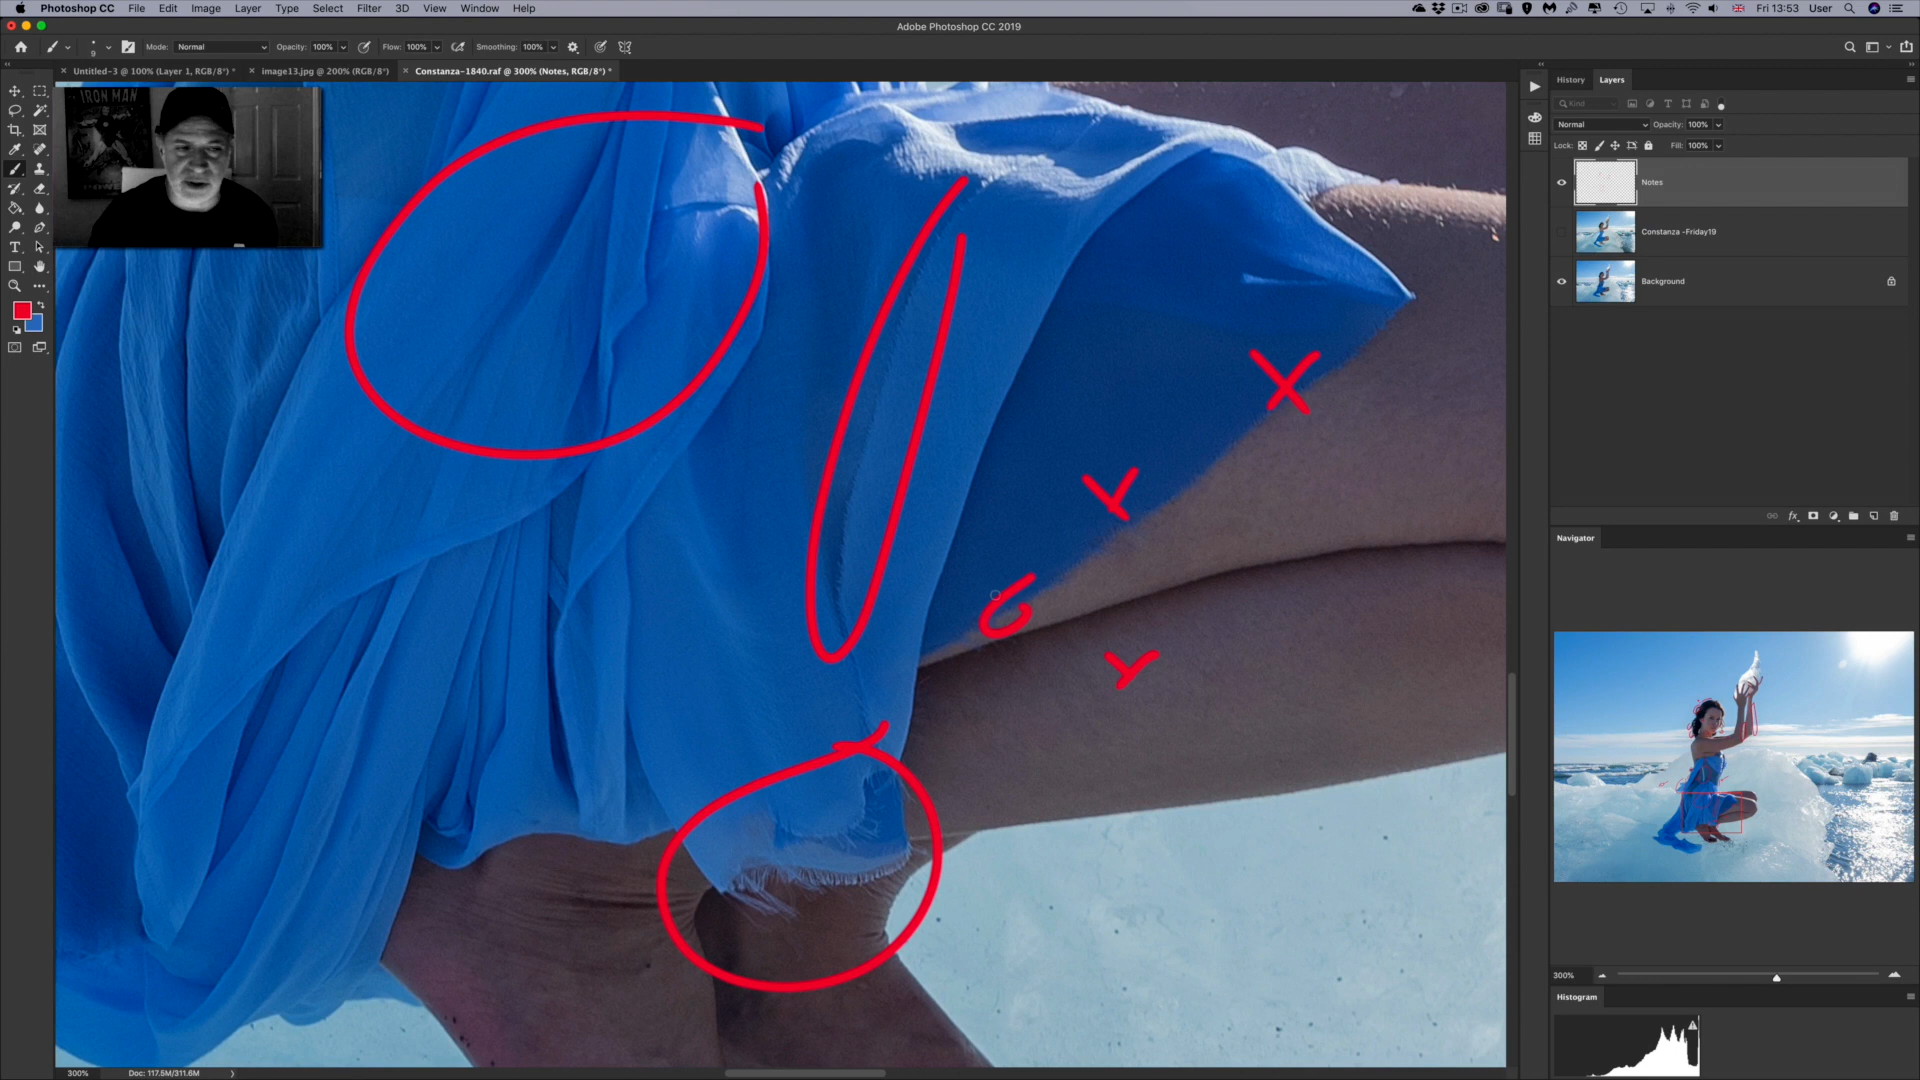 Photoshop CC File Edit Image Layer Type Select Filter 3D View Window Help Fri 13:53 User
Adobe Photoshop CC 2019
9 Mode: Normal Opacity: 100% Flow: 100% Smoothing: 100%
× Untitled-3 @ 100% (Layer 1, RGB/8*) * × image13.jpg @ 200% (RGB/8*) × Constanza-1840.raf @ 300% (Notes, RGB/8*) *
History Layers
Kind
Normal Opacity: 100%
Lock: Fill: 100%
Notes
Constanza -Friday19
Background
IRON MAN
Navigator
300%
Histogram
300% Doc: 117.5M/311.6M